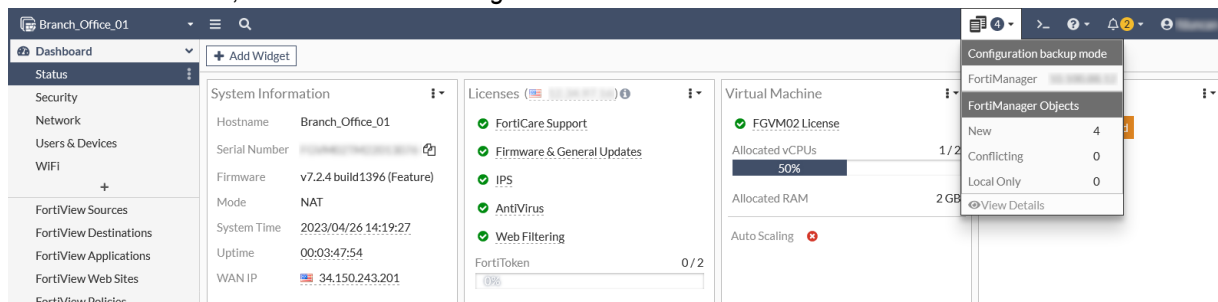 Branch_Office_01
4
2
Dashboard
Status
Security
Network
Users & Devices
WiFi
+
FortiView Sources
FortiView Destinations
FortiView Applications
FortiView Web Sites
FortiView Policies
+ Add Widget
System Information
Hostname Branch_Office_01
Serial Number
Firmware v7.2.4 build1396 (Feature)
Mode NAT
System Time 2023/04/26 14:19:27
Uptime 00:03:47:54
WAN IP 34.150.243.201
Licenses ( )
FortiCare Support
Firmware & General Updates
IPS
AntiVirus
Web Filtering
FortiToken 0/2
0%
Virtual Machine
FGVM02 License
Allocated vCPUs 1/2
50%
Allocated RAM 2 GB
Auto Scaling
Configuration backup mode
FortiManager
FortiManager Objects
New 4
Conflicting 0
Local Only 0
View Details